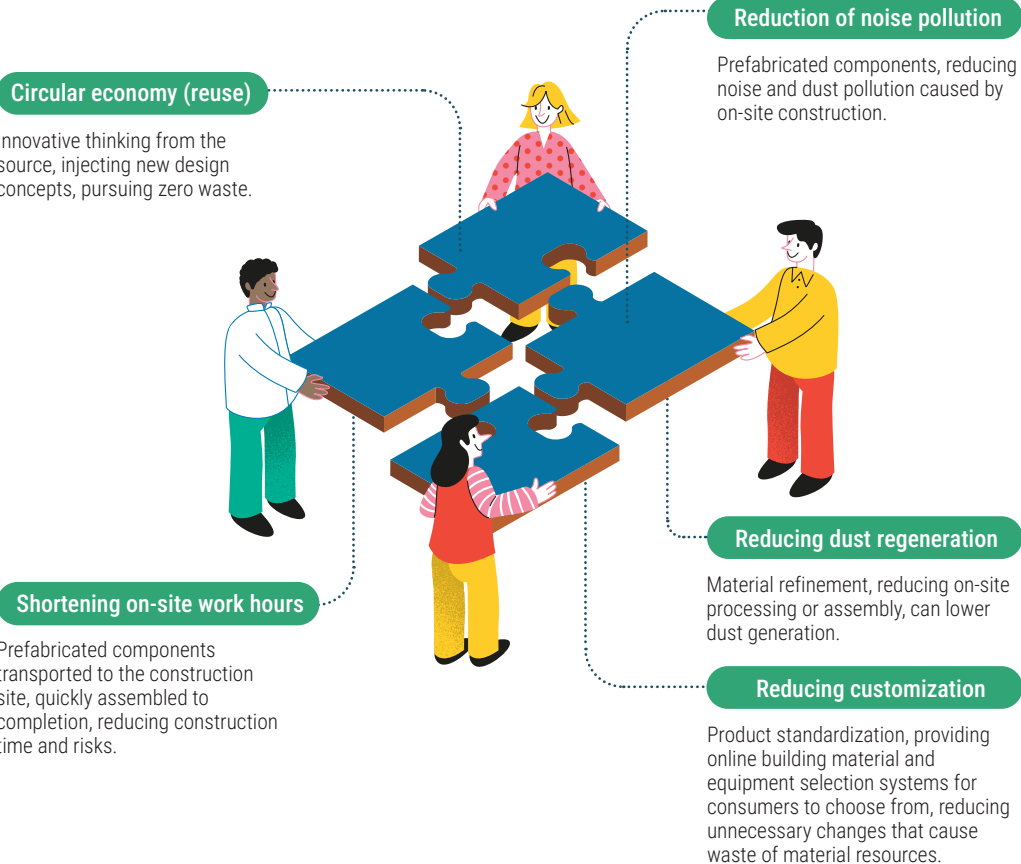 Circular economy (reuse)
Innovative thinking from the
source, injecting new design
concepts, pursuing zero waste.
Reduction of noise pollution
Prefabricated components, reducing
noise and dust pollution caused by
on-site construction.
Shortening on-site work hours
Prefabricated components
transported to the construction
site, quickly assembled to
completion, reducing construction
time and risks.
Reducing dust regeneration
Material refinement, reducing on-site
processing or assembly, can lower
dust generation.
Reducing customization
Product standardization, providing
online building material and
equipment selection systems for
consumers to choose from, reducing
unnecessary changes that cause
waste of material resources.